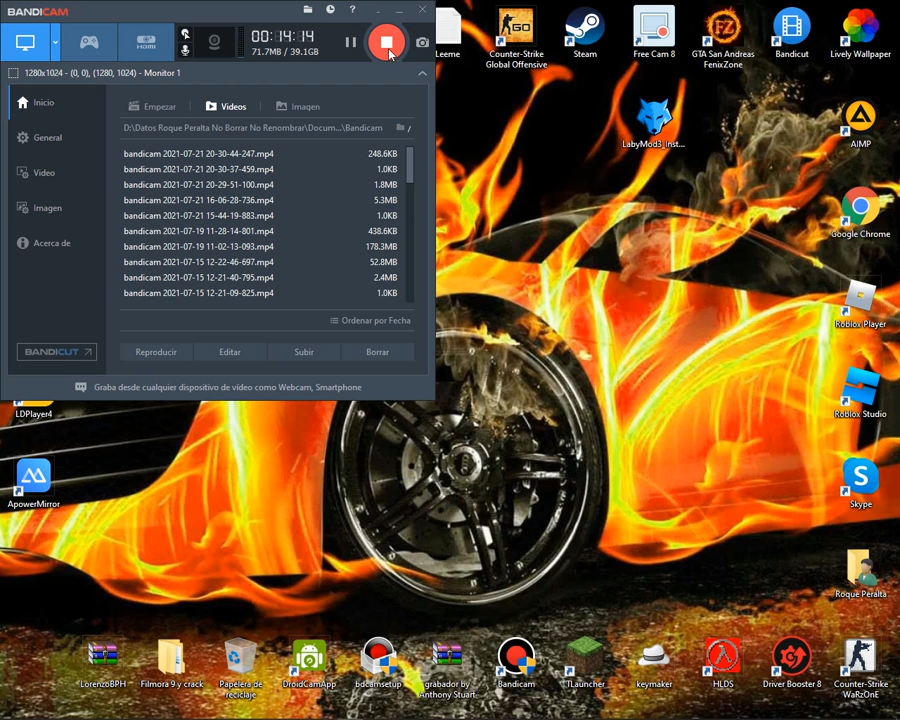 BANDICAM
HDMI
00:14:14
71.7MB / 39.1GB
1280x1024 - (0, 0), (1280, 1024) - Monitor 1
Inicio
General
Video
Imagen
Acerca de
BANDICUT
Empezar
Videos
Imagen
D:\Datos Roque Peralta No Borrar No Renombrar\Docum...\Bandicam
bandicam 2021-07-21 20-30-44-247.mp4 248.6KB
bandicam 2021-07-21 20-30-37-459.mp4 1.0KB
bandicam 2021-07-21 20-29-51-100.mp4 1.8MB
bandicam 2021-07-21 16-06-28-736.mp4 5.3MB
bandicam 2021-07-21 15-44-19-883.mp4 1.0KB
bandicam 2021-07-19 11-28-14-801.mp4 438.6KB
bandicam 2021-07-19 11-02-13-093.mp4 178.3MB
bandicam 2021-07-15 12-22-46-697.mp4 52.8MB
bandicam 2021-07-15 12-21-40-795.mp4 2.4MB
bandicam 2021-07-15 12-21-09-825.mp4 1.0KB
Ordenar por Fecha
Reproducir
Editar
Subir
Borrar
Graba desde cualquier dispositivo de vídeo como Webcam, Smartphone
Leeme
GO
Counter-Strike
Global Offensive
Steam
Free Cam 8
FZ
GTA San Andreas
FenixZone
Bandicut
Lively Wallpaper
LabyMod3_Inst...
AIMP
Google Chrome
Roblox Player
Roblox Studio
LDPlayer4
ApowerMirror
Skype
Roque Peralta
LorenzoBPH
Filmora 9 y crack
Papelera de
reciclaje
DroidCamApp
bdcamsetup
grabador by
Anthony Stuart
Bandicam
TLauncher
keymaker
HLDS
Driver Booster 8
Counter-Strike
WaRzOnE